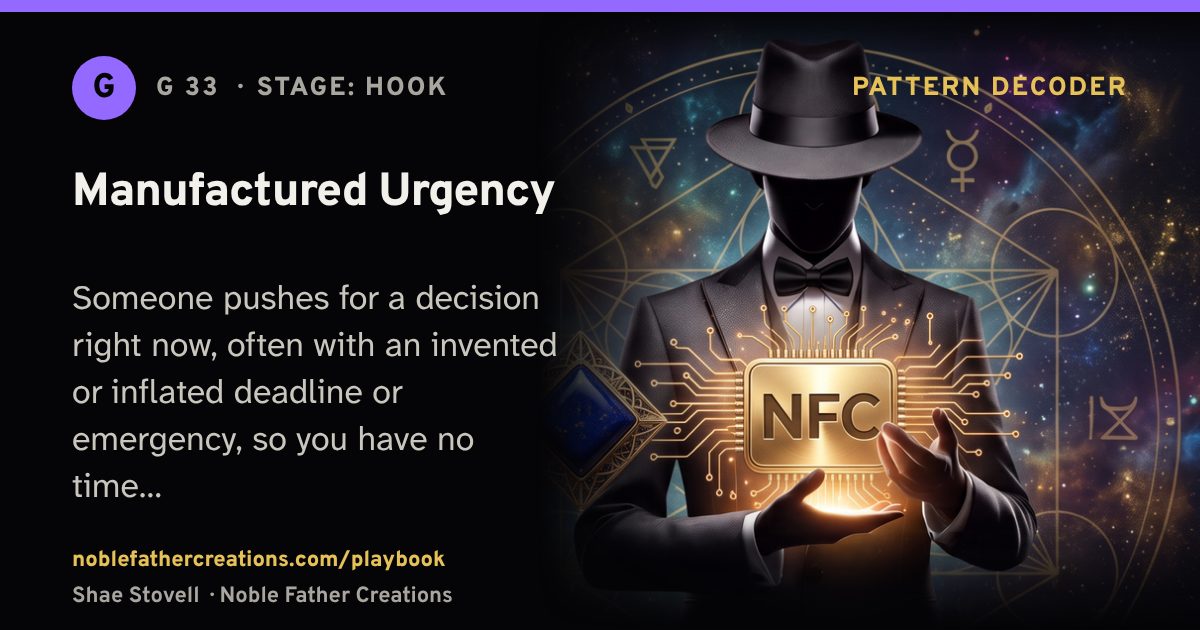 G
G 33 · STAGE: HOOK
PATTERN DECODER
Manufactured Urgency
Someone pushes for a decision
right now, often with an invented
or inflated deadline or
emergency, so you have no
time...
NFC
noblefathercreations.com/playbook
Shae Stovell · Noble Father Creations